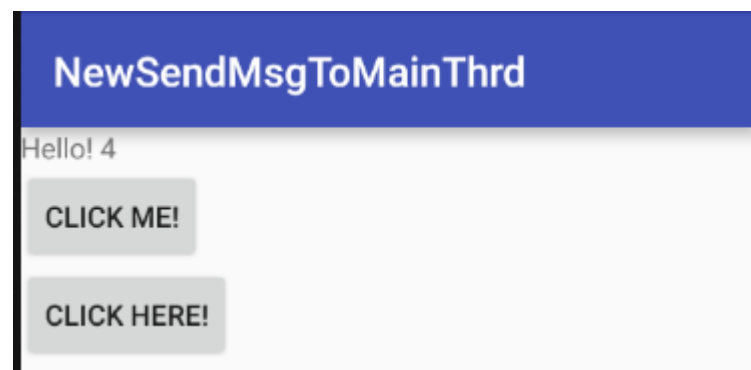 NewSendMsgToMainThrd
Hello! 4
CLICK ME!
CLICK HERE!